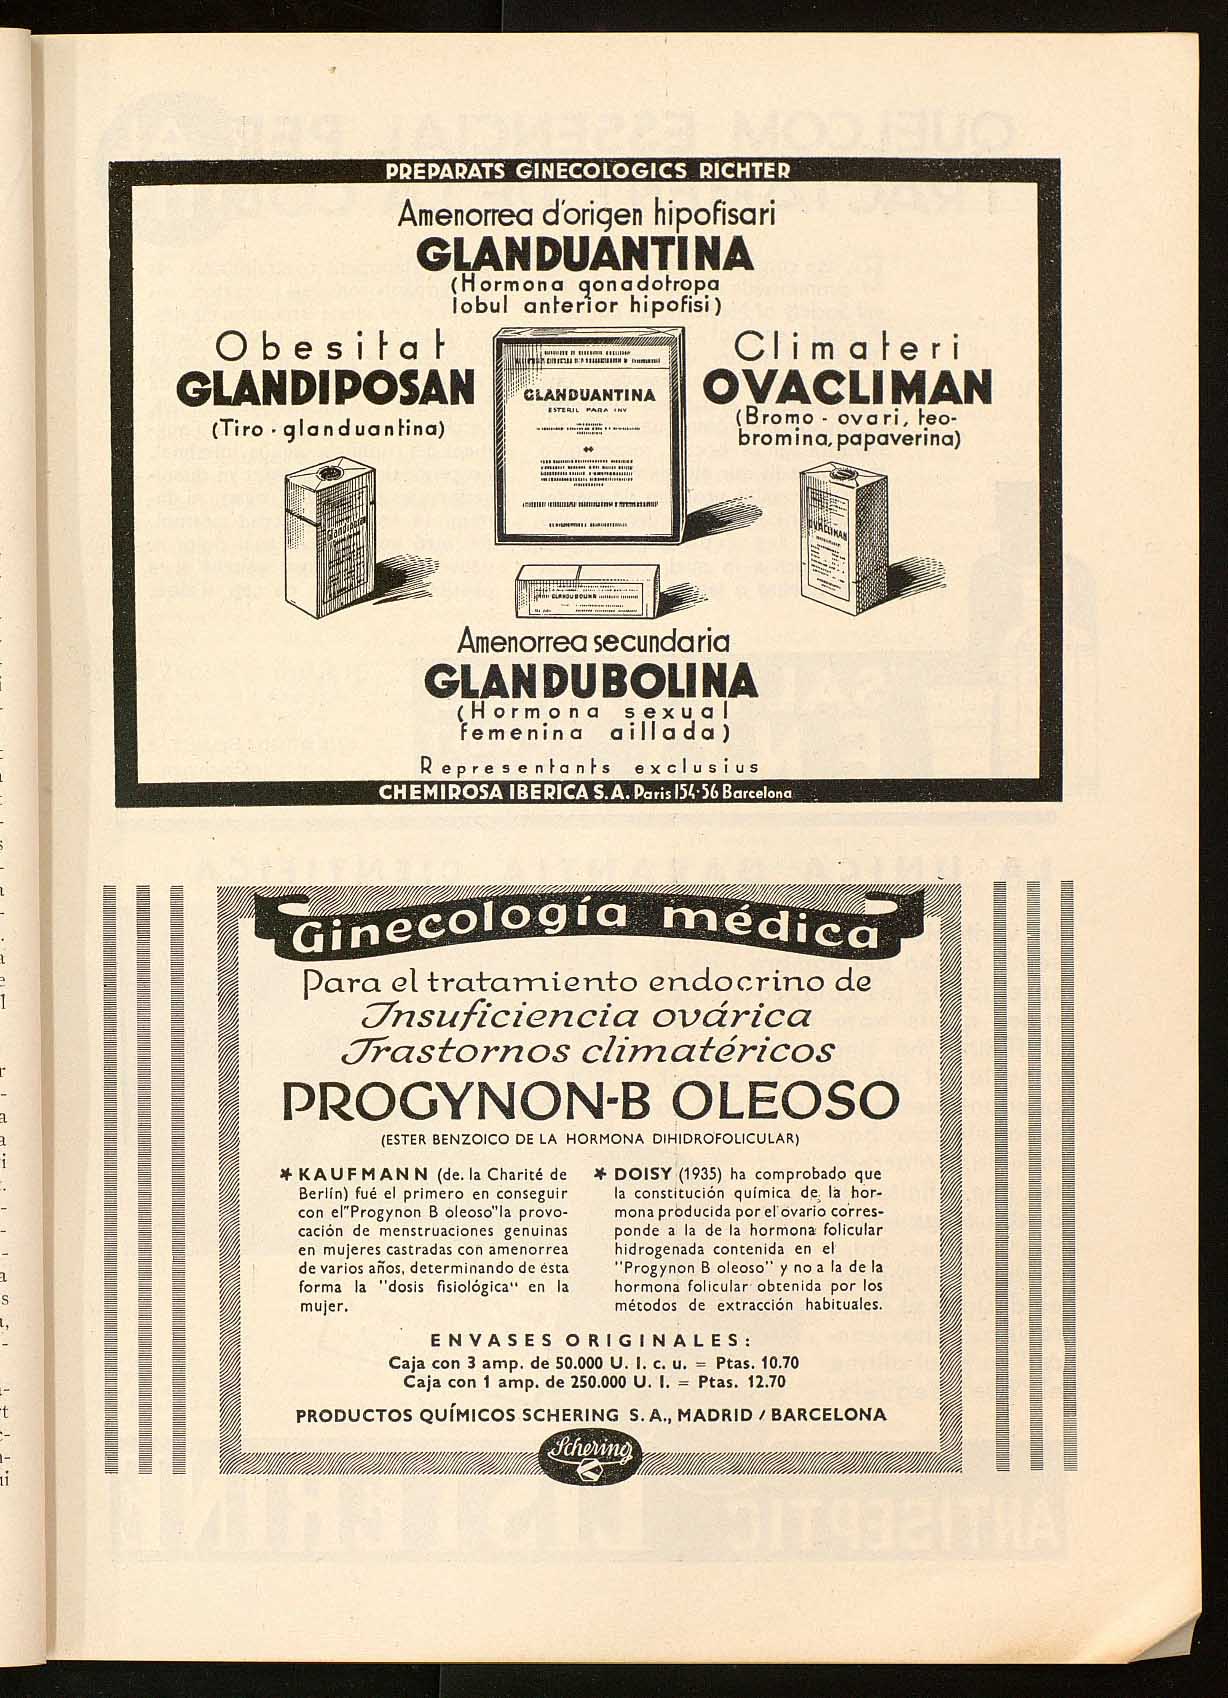 PREPARATS GINECOLOGICS RICHTER
Amenorrea d'origen hipofisari
GLANDUANTINA
(Hormona gonadotropa
lobul anterior hipofisi)
Obesitat
GLANDIPOSAN
(Tiro - glanduantina)
GLANDUANTINA
ESTERIL PARA INY
Climateri
OVACLIMAN
(Bromo - ovari, teo-
bromina, papaverina)
OVACLIMAN
GLANDUBOLINA
Amenorrea secundaria
GLANDUBOLINA
(Hormona sexual
femenina aillada)
Representants exclusius
CHEMIROSA IBERICA S.A. Paris 154-56 Barcelona
Ginecología médica
Para el tratamiento endocrino de
Insuficiencia ovárica
Trastornos climatéricos
PROGYNON-B OLEOSO
(ESTER BENZOICO DE LA HORMONA DIHIDROFOLICULAR)
* KAUFMANN (de. la Charité de
Berlín) fué el primero en conseguir
con el "Progynon B oleoso" la provo-
cación de menstruaciones genuinas
en mujeres castradas con amenorrea
de varios años, determinando de ésta
forma la "dosis fisiológica" en la
mujer.
* DOISY (1935) ha comprobado que
la constitución química de la hor-
mona producida por el ovario corres-
ponde a la de la hormona folicular
hidrogenada contenida en el
"Progynon B oleoso" y no a la de la
hormona folicular obtenida por los
métodos de extracción habituales.
ENVASES ORIGINALES:
Caja con 3 amp. de 50.000 U. I. c. u. = Ptas. 10.70
Caja con 1 amp. de 250.000 U. I. = Ptas. 12.70
PRODUCTOS QUÍMICOS SCHERING S. A., MADRID / BARCELONA
Schering